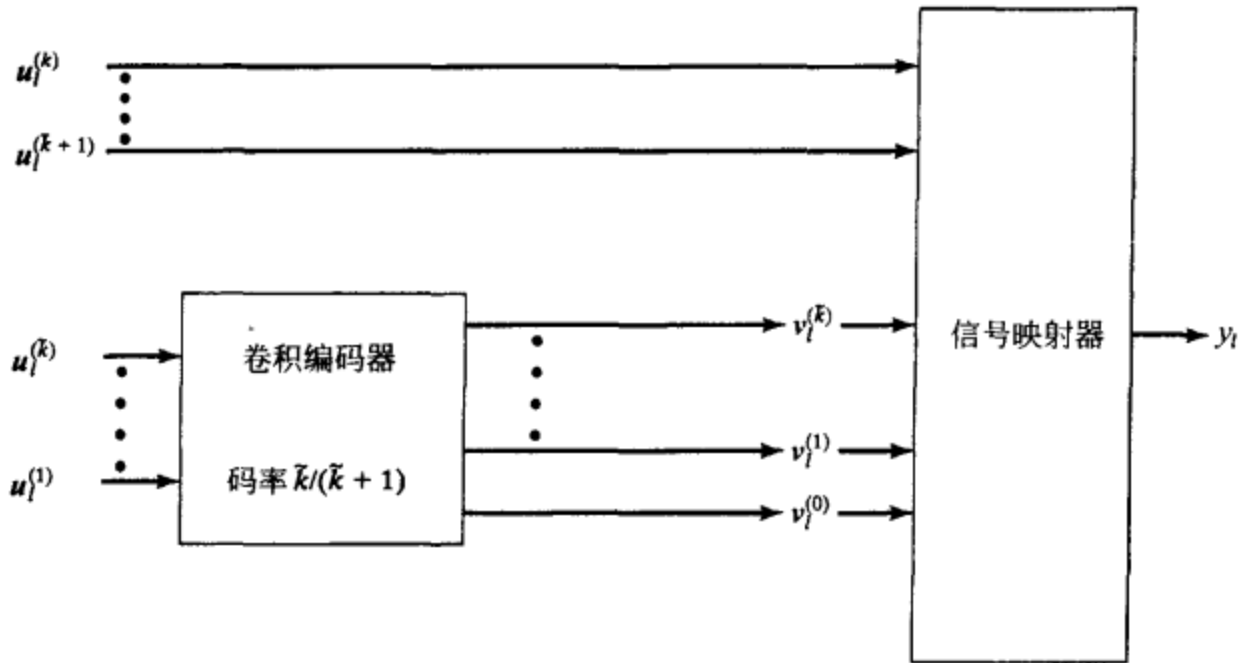 u_l^{(k)}
u_l^{(k̃ + 1)}
u_l^{(k̃)}
u_l^{(1)}
卷积编码器
码率 k̃/(k̃ + 1)
v_l^{(k̃)}
v_l^{(1)}
v_l^{(0)}
信号映射器
y_l